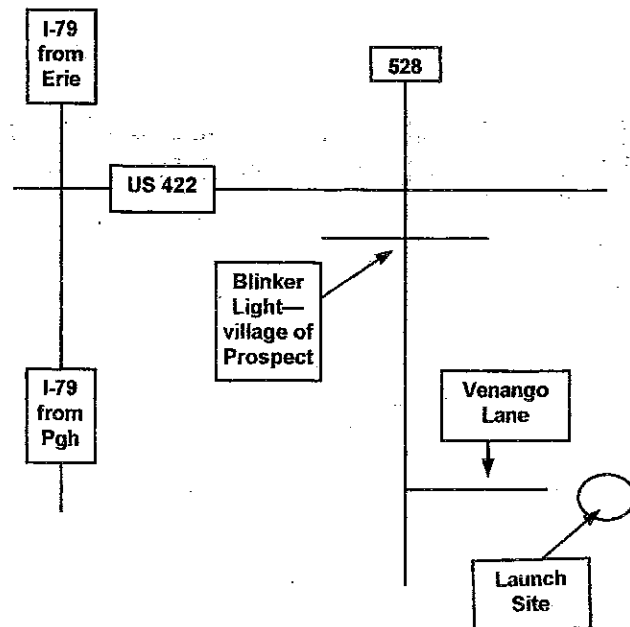 I-79
from
Erie
528
US 422
Blinker
Light—
village of
Prospect
I-79
from
Pgh
Venango
Lane
Launch
Site